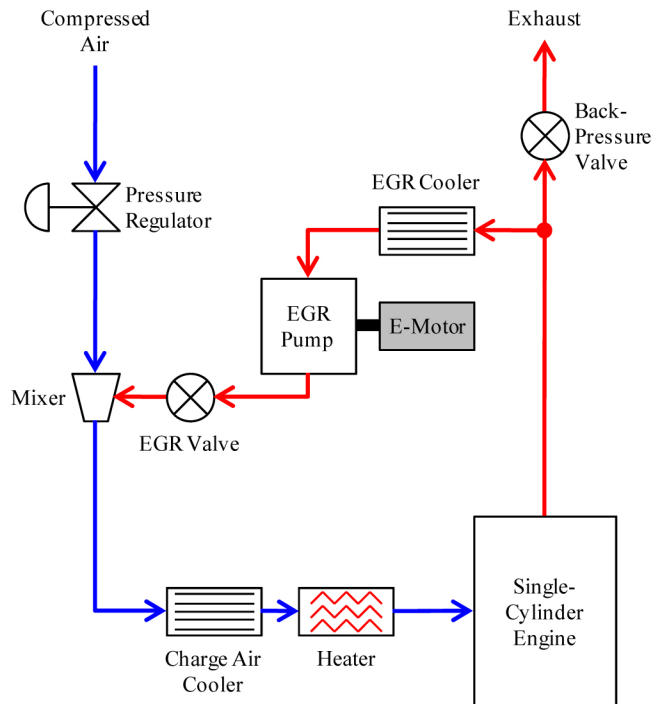 Compressed
Air
Exhaust
Back-
Pressure
Valve
EGR Cooler
Pressure
Regulator
EGR
Pump
E-Motor
Mixer
EGR Valve
Single-
Cylinder
Engine
Charge Air
Cooler
Heater